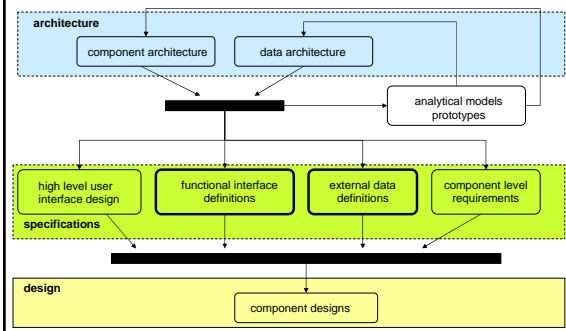 architecture
component architecture
data architecture
analytical models
prototypes
high level user
interface design
functional interface
definitions
external data
definitions
component level
requirements
specifications
design
component designs